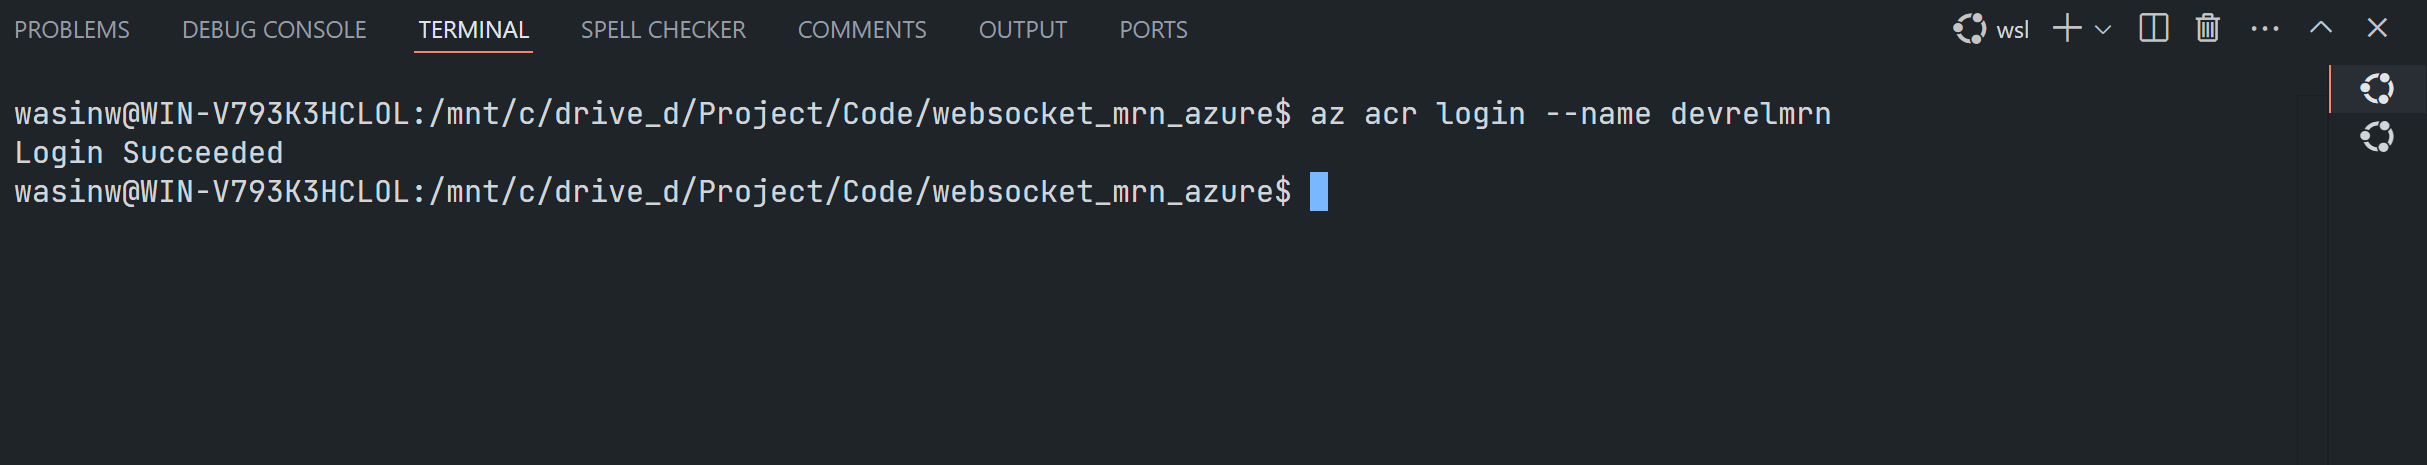 PROBLEMS DEBUG CONSOLE TERMINAL SPELL CHECKER COMMENTS OUTPUT PORTS wsl
wasinw@WIN-V793K3HCLOL:/mnt/c/drive_d/Project/Code/websocket_mrn_azure$ az acr login --name devrelmrn
Login Succeeded
wasinw@WIN-V793K3HCLOL:/mnt/c/drive_d/Project/Code/websocket_mrn_azure$